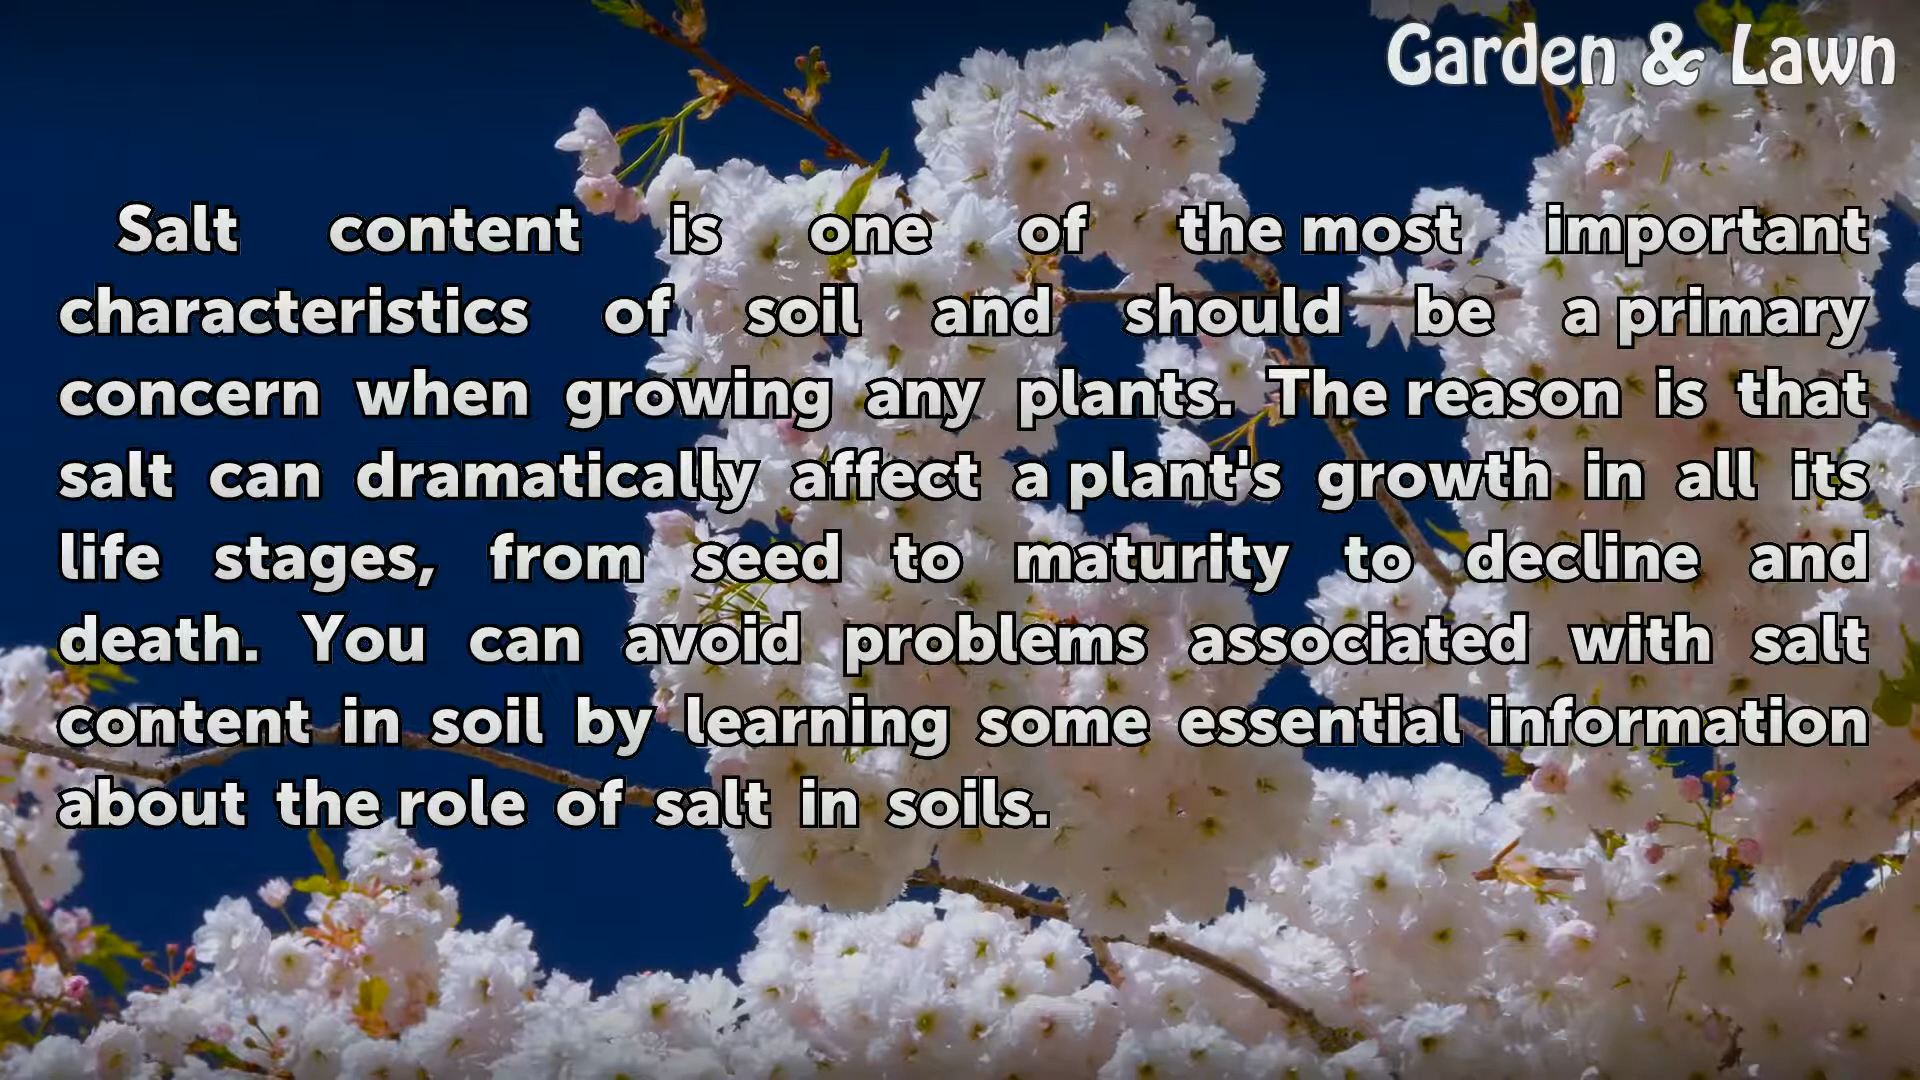 Garden & Lawn
Salt content is one of the most important
characteristics of soil and should be a primary
concern when growing any plants. The reason is that
salt can dramatically affect a plant's growth in all its
life stages, from seed to maturity to decline and
death. You can avoid problems associated with salt
content in soil by learning some essential information
about the role of salt in soils.